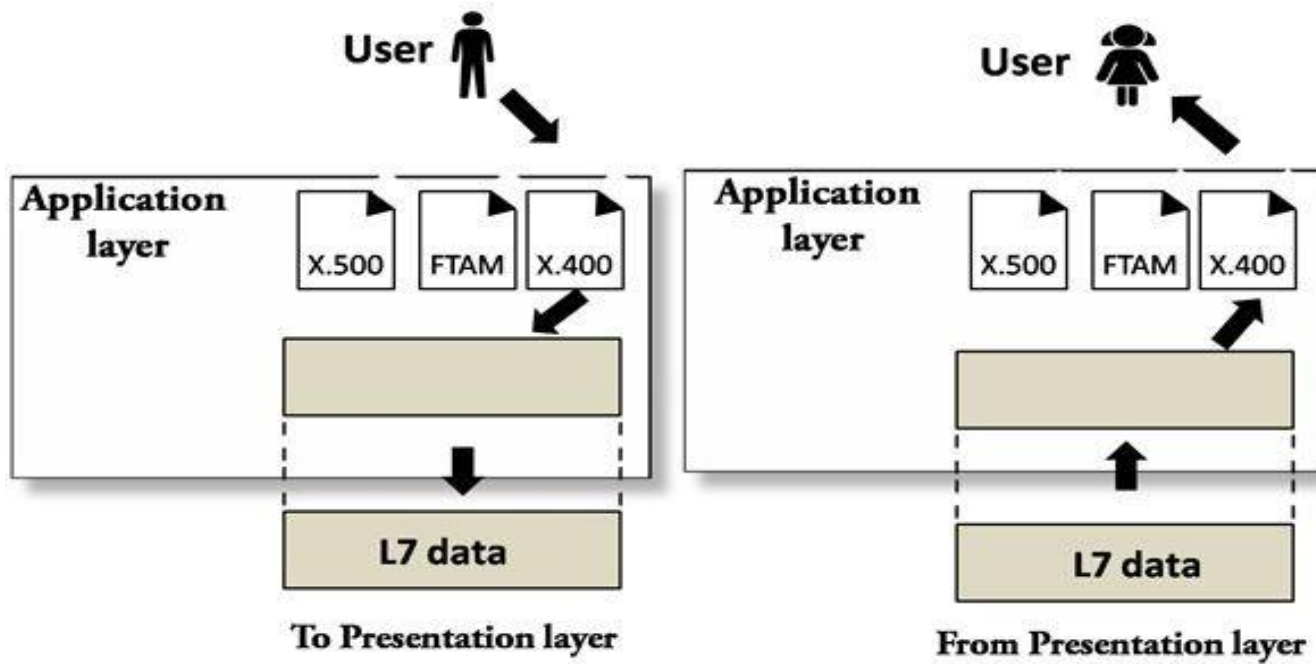 User
Application
layer
X.500 FTAM X.400
L7 data
To Presentation layer
User
Application
layer
X.500 FTAM X.400
L7 data
From Presentation layer